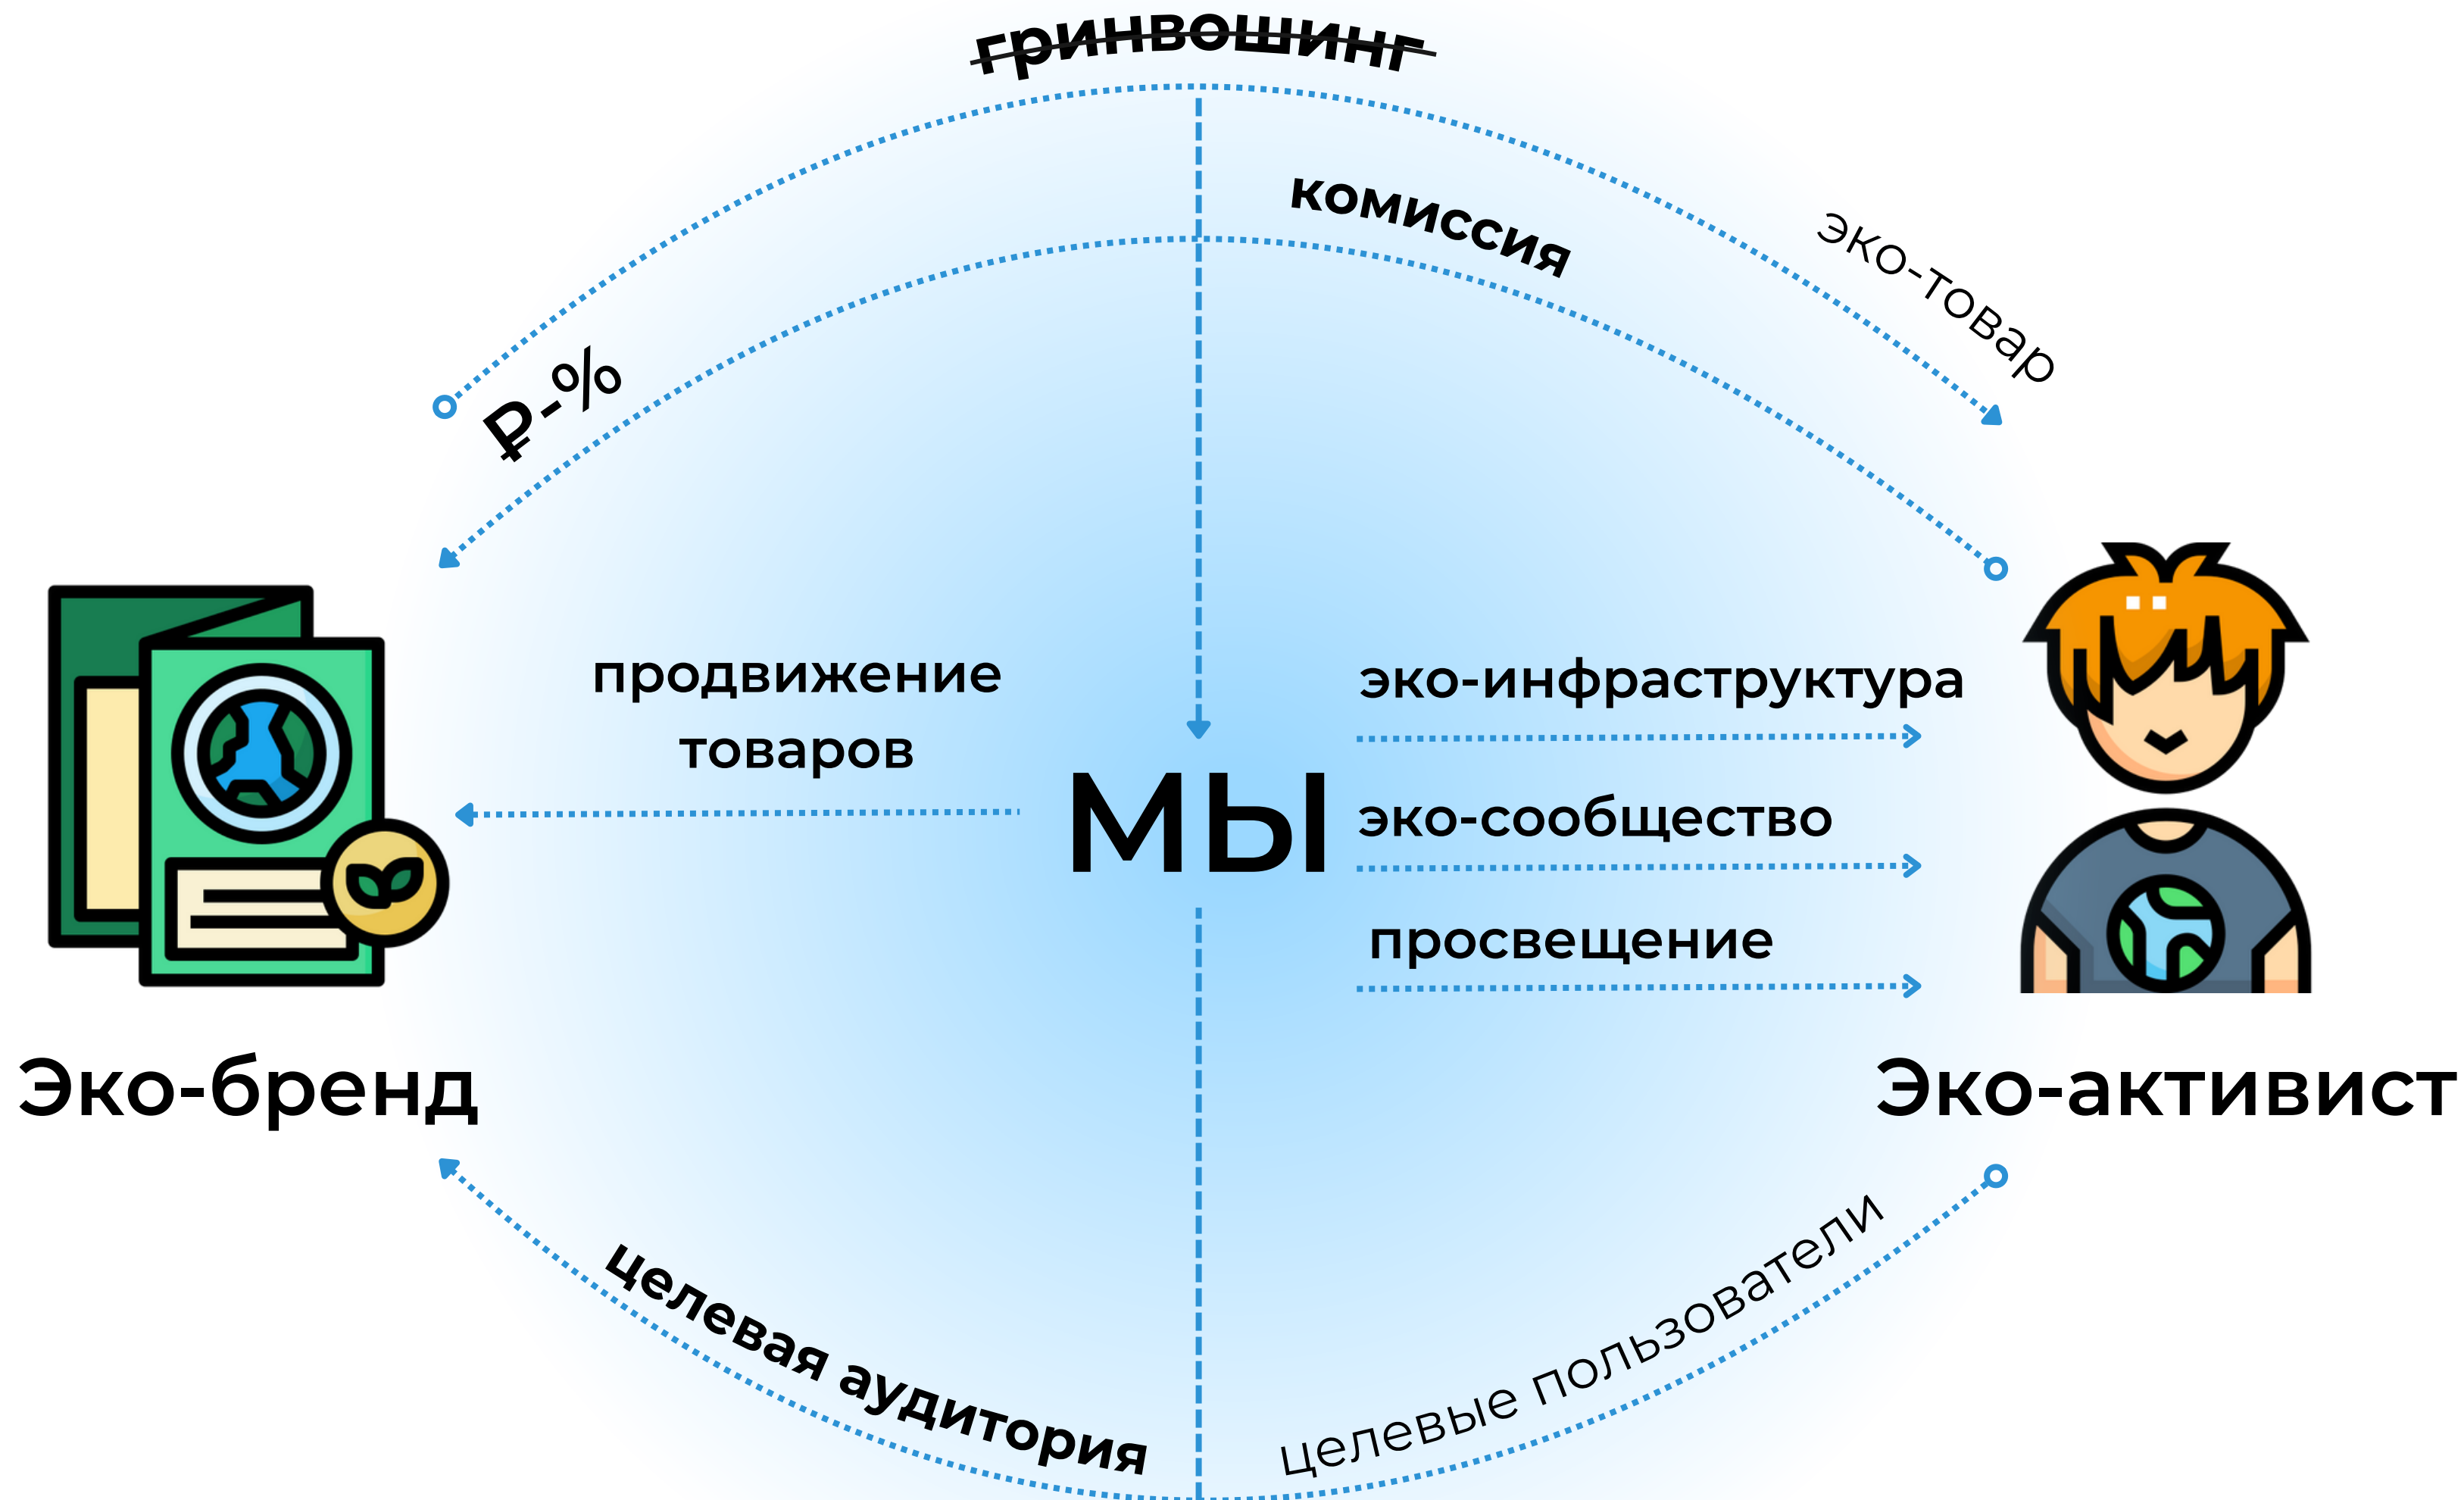 гринвошинг
комиссия
эко-товар
₽-%
продвижение
товаров
мы
эко-инфраструктура
эко-сообщество
просвещение
Эко-бренд
Эко-активист
целевая аудитория
целевые пользователи